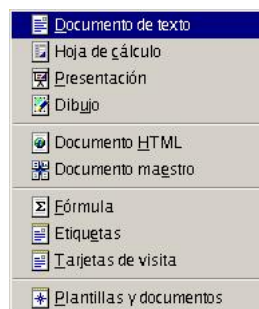 Documento de texto
Hoja de cálculo
Presentación
Dibujo
Documento HTML
Documento maestro
Fórmula
Etiquetas
Tarjetas de visita
Plantillas y documentos